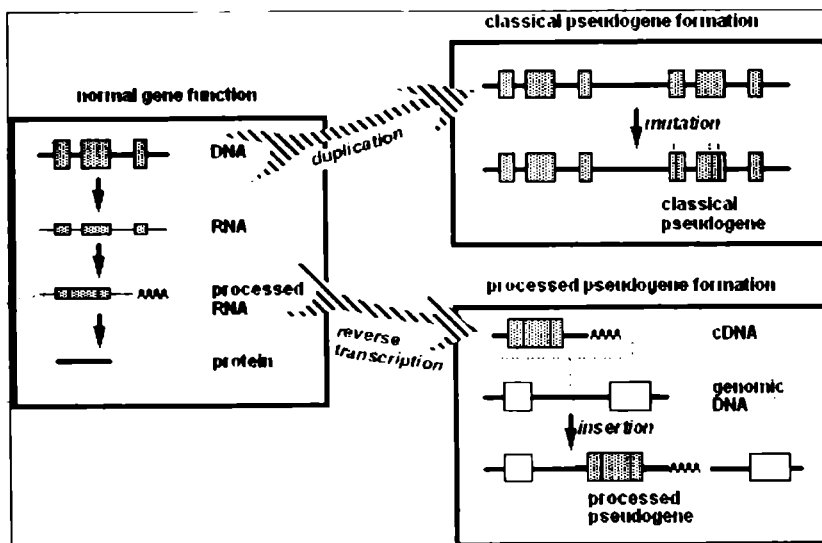 normal gene function
DNA
RNA
AAAA
processed
RNA
protein
duplication
reverse
transcription
classical pseudogene formation
mutation
classical
pseudogene
processed pseudogene formation
AAAA
cDNA
genomic
DNA
insertion
AAAA
processed
pseudogene